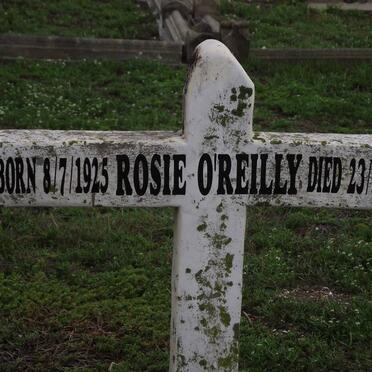 BORN 8/7/1925 ROSIE O'REILLY DIED 23/